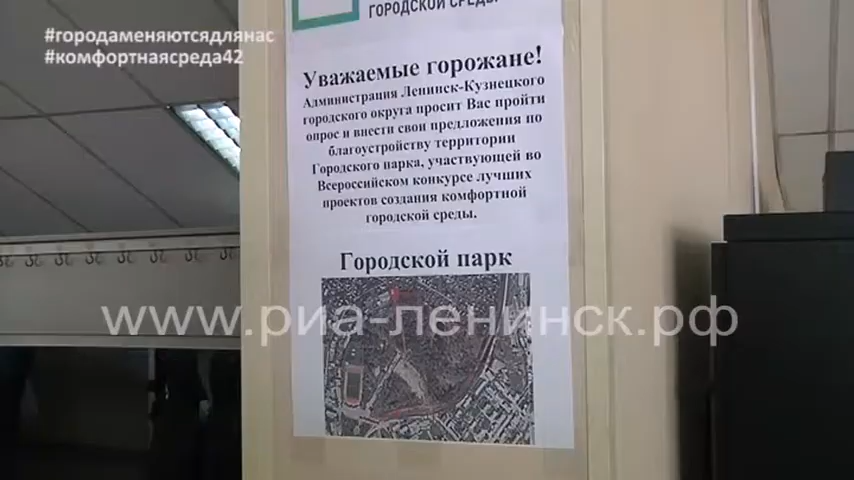 #городаменяютсядлянас
#комфортнаясреда42
ГОРОДСКОЙ СРЕДЫ
Уважаемые горожане!
Администрация Ленинск-Кузнецкого
городского округа просит Вас пройти
опрос и внести свои предложения по
благоустройству территории
Городского парка, участвующей во
Всероссийском конкурсе лучших
проектов создания комфортной
городской среды.
Городской парк
www.риа-ленинск.рф